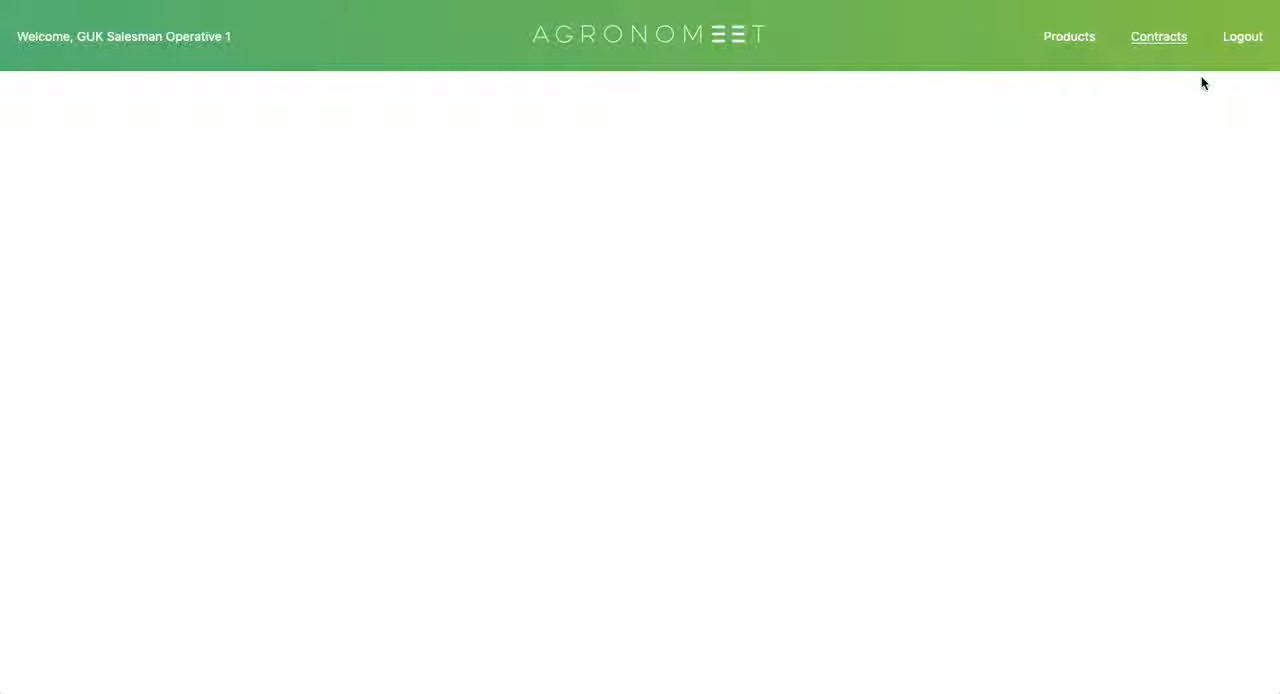 Welcome, GUK Salesman Operative 1
AGRONOMEET
Products
Contracts
Logout